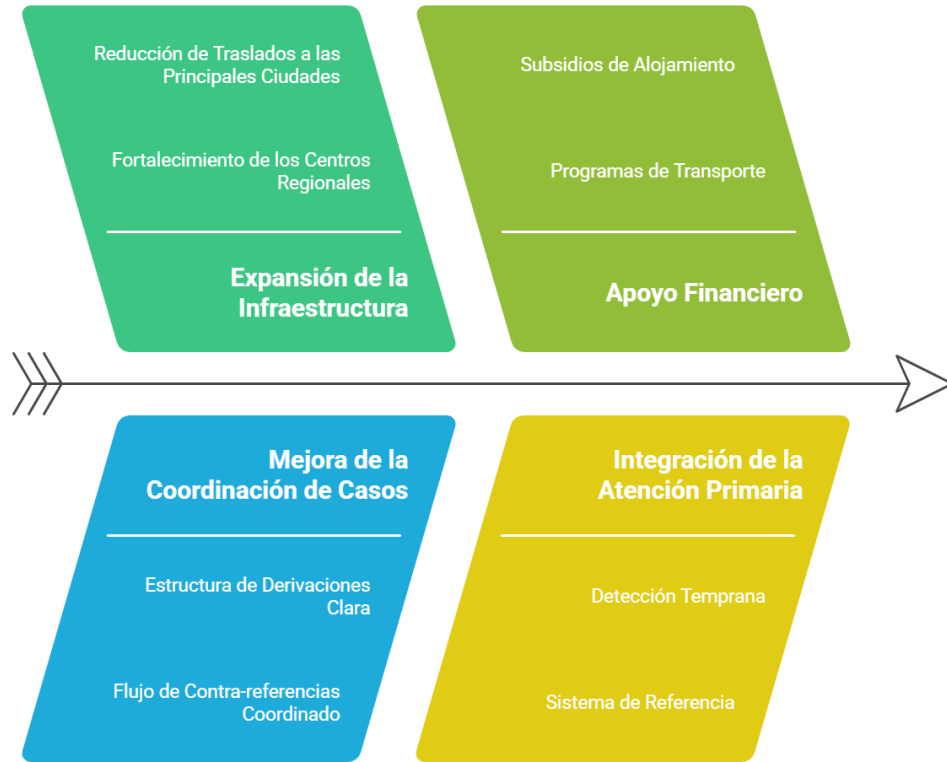 Reducción de Traslados a las
Principales Ciudades
Fortalecimiento de los Centros
Regionales
Expansión de la
Infraestructura
Subsidios de Alojamiento
Programas de Transporte
Apoyo Financiero
Mejora de la
Coordinación de Casos
Estructura de Derivaciones
Clara
Flujo de Contra-referencias
Coordinado
Integración de la
Atención Primaria
Detección Temprana
Sistema de Referencia